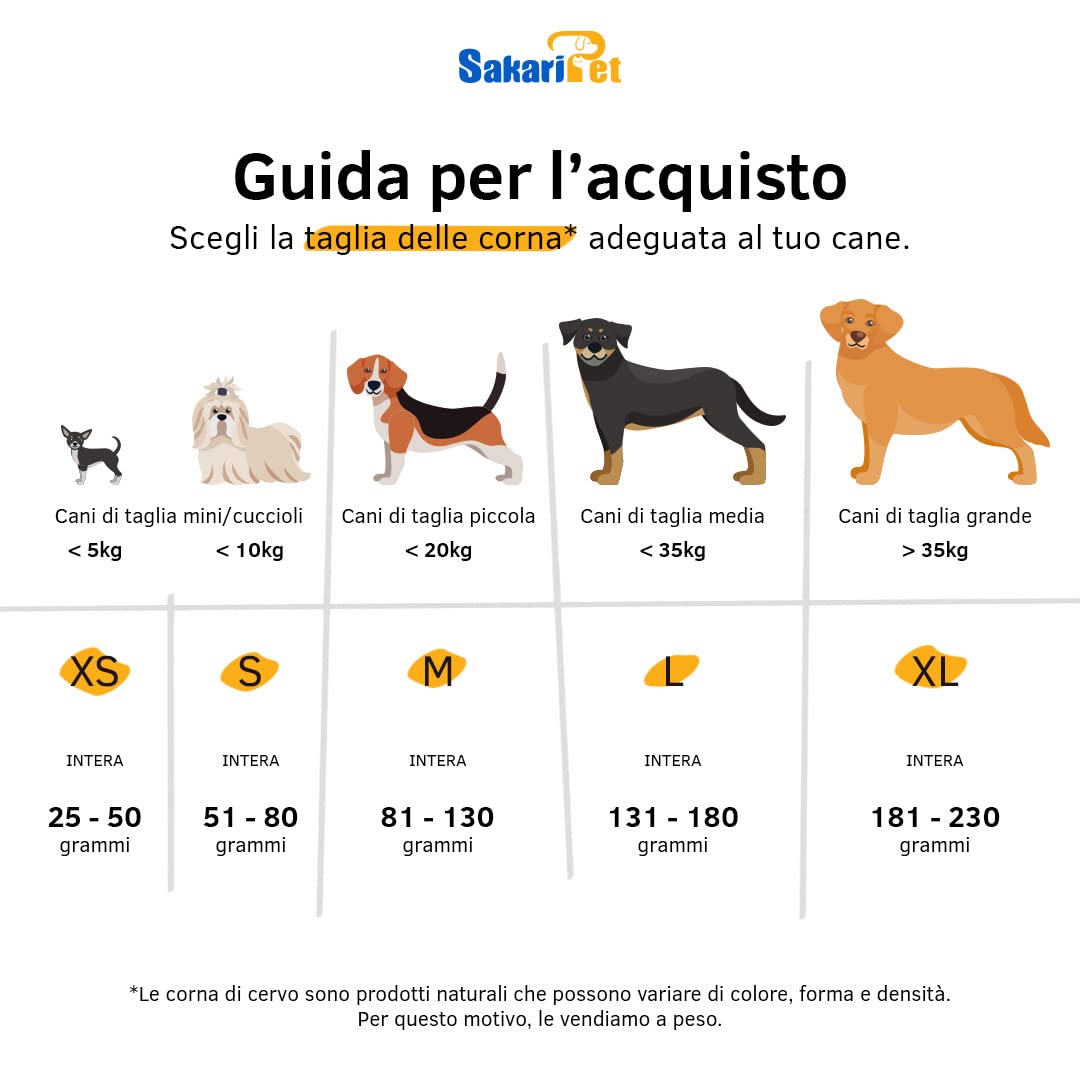 SakariPet
Guida per l’acquisto
Scegli la taglia delle corna* adeguata al tuo cane.
Cani di taglia mini/cuccioli
< 5kg
< 10kg
Cani di taglia piccola
< 20kg
Cani di taglia media
< 35kg
Cani di taglia grande
> 35kg
XS
INTERA
25 - 50
grammi
S
INTERA
51 - 80
grammi
M
INTERA
81 - 130
grammi
L
INTERA
131 - 180
grammi
XL
INTERA
181 - 230
grammi
*Le corna di cervo sono prodotti naturali che possono variare di colore, forma e densità.
Per questo motivo, le vendiamo a peso.